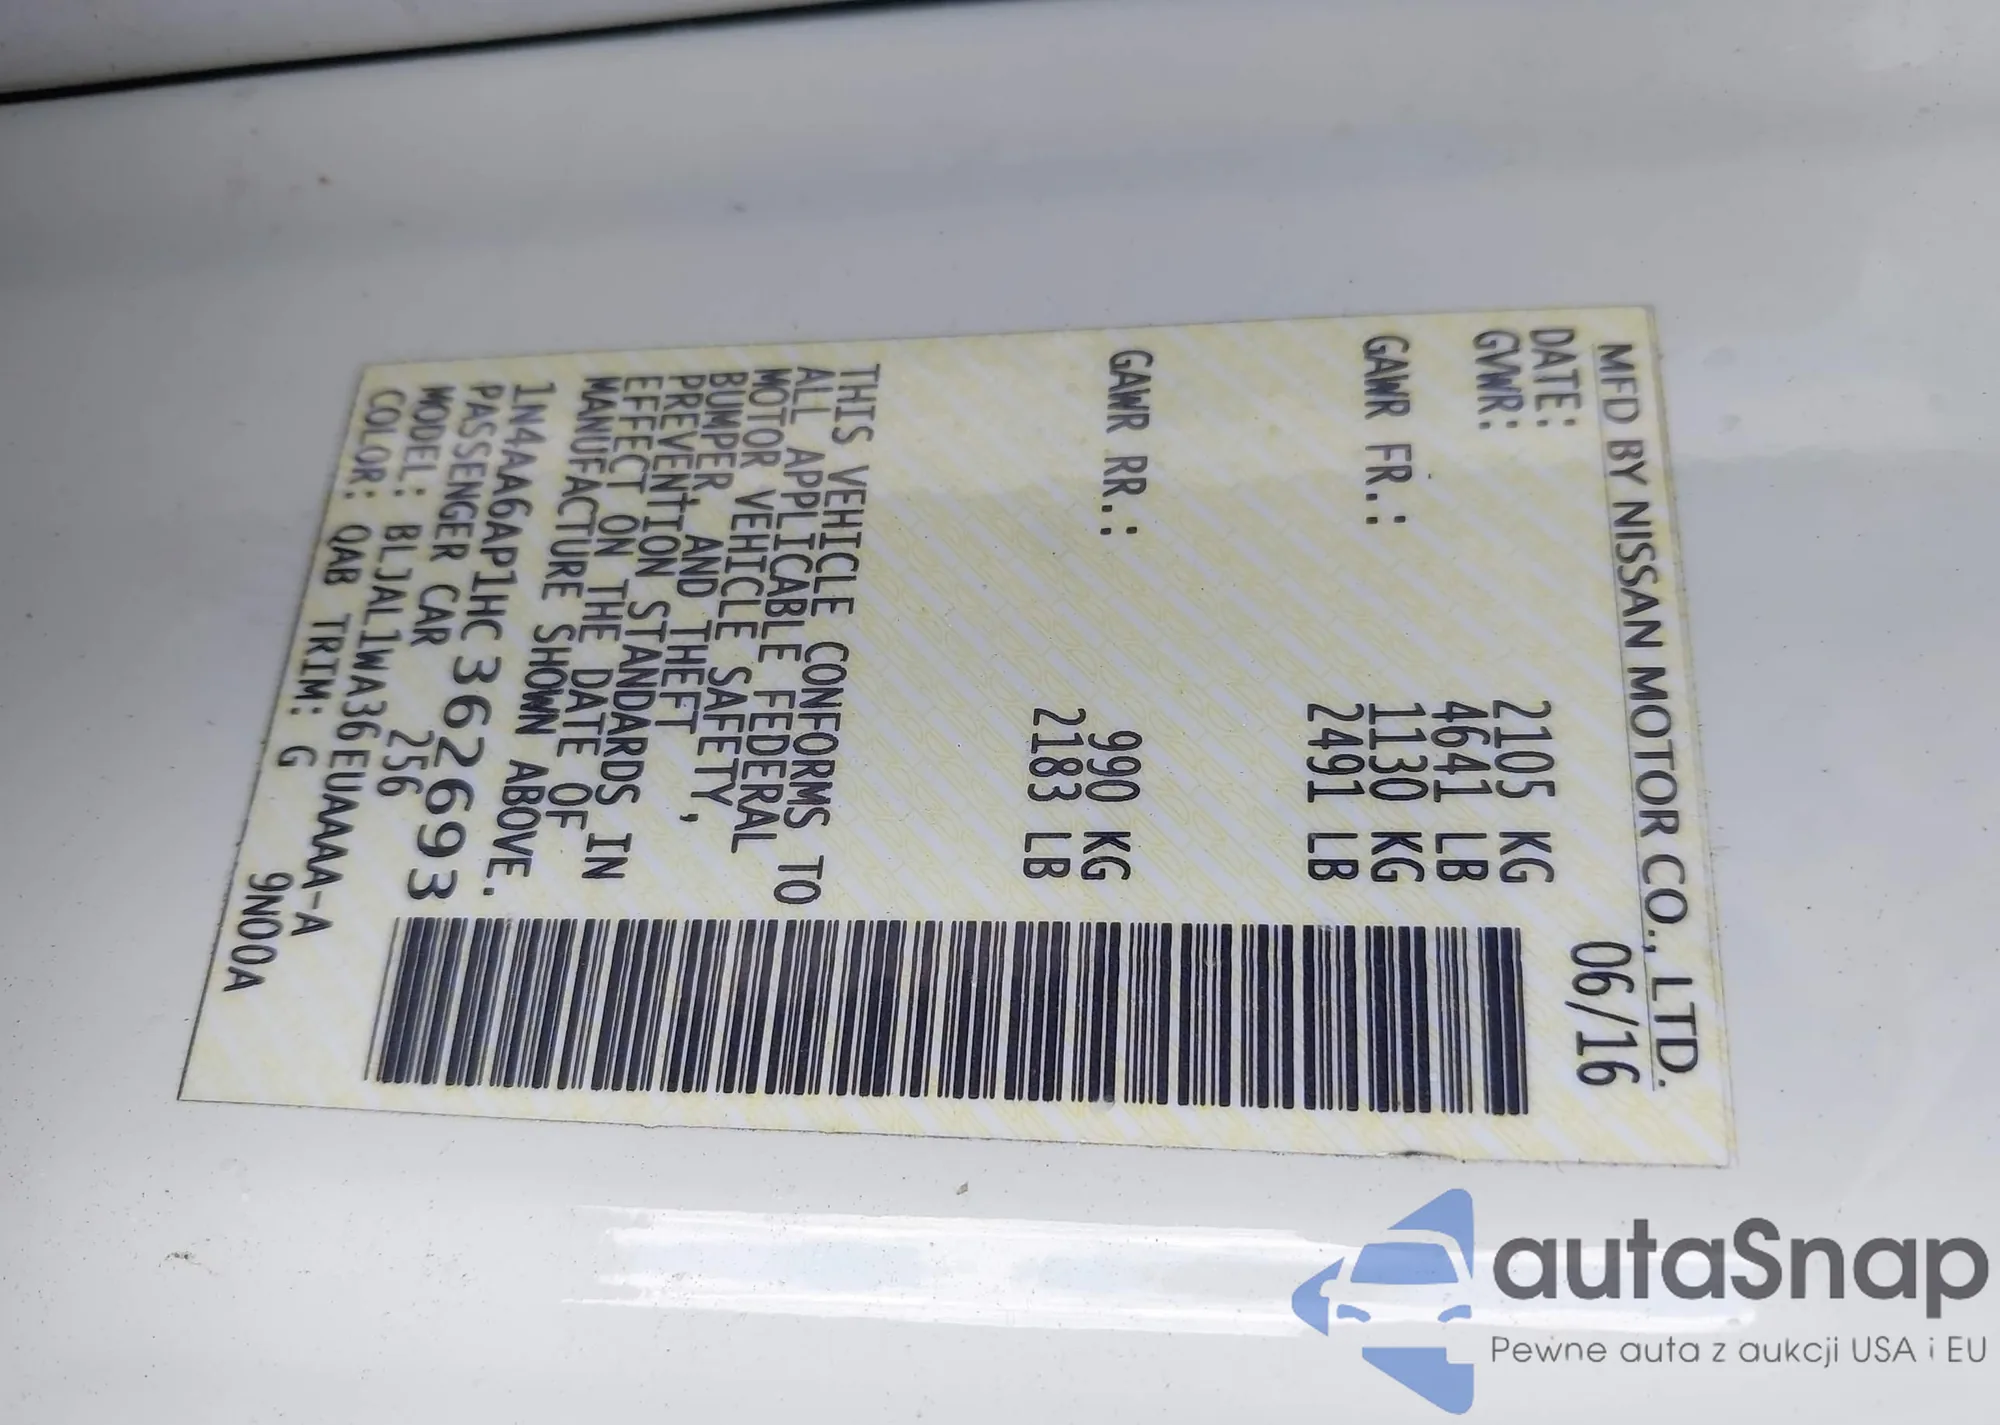 MFD BY NISSAN MOTOR CO., LTD.
DATE: 06/16
GVWR: 2105 KG
4641 LB
GAWR FR.: 1130 KG
2491 LB
GAWR RR.: 990 KG
2183 LB
THIS VEHICLE CONFORMS TO
ALL APPLICABLE FEDERAL
MOTOR VEHICLE SAFETY,
BUMPER, AND THEFT
PREVENTION STANDARDS IN
EFFECT ON THE DATE OF
MANUFACTURE SHOWN ABOVE.
1N4AA6AP1HC362693
PASSENGER CAR 256
MODEL: BLJAL1WA36EUAAAA-A
COLOR: QAB TRIM: G 9N00A
autaSnap
Pewne auta z aukcji USA i EU